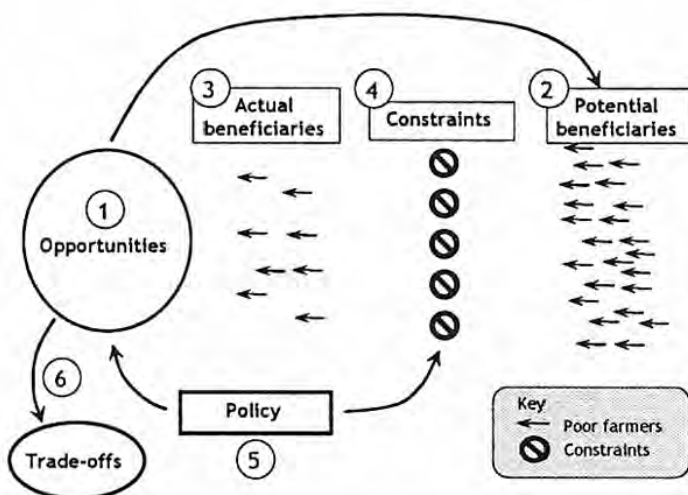 3
Actual
beneficiaries
4
Constraints
2
Potential
beneficiaries
1
Opportunities
6
Trade-offs
Policy
5
Key
Poor farmers
Constraints